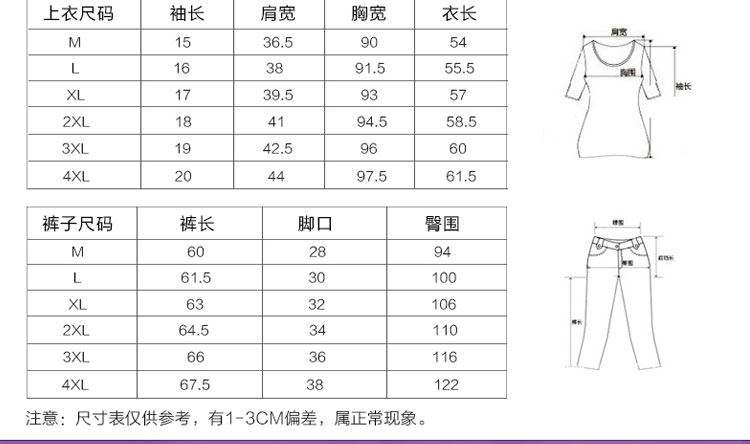 上衣尺码 袖长 肩宽 胸宽 衣长
M 15 36.5 90 54
L 16 38 91.5 55.5
XL 17 39.5 93 57
2XL 18 41 94.5 58.5
3XL 19 42.5 96 60
4XL 20 44 97.5 61.5
肩宽
胸围
袖长
裤子尺码 裤长 脚口 臀围
M 60 28 94
L 61.5 30 100
XL 63 32 106
2XL 64.5 34 110
3XL 66 36 116
4XL 67.5 38 122
腰围
臀围
裤长
注意：尺寸表仅供参考，有1-3CM偏差，属正常现象。